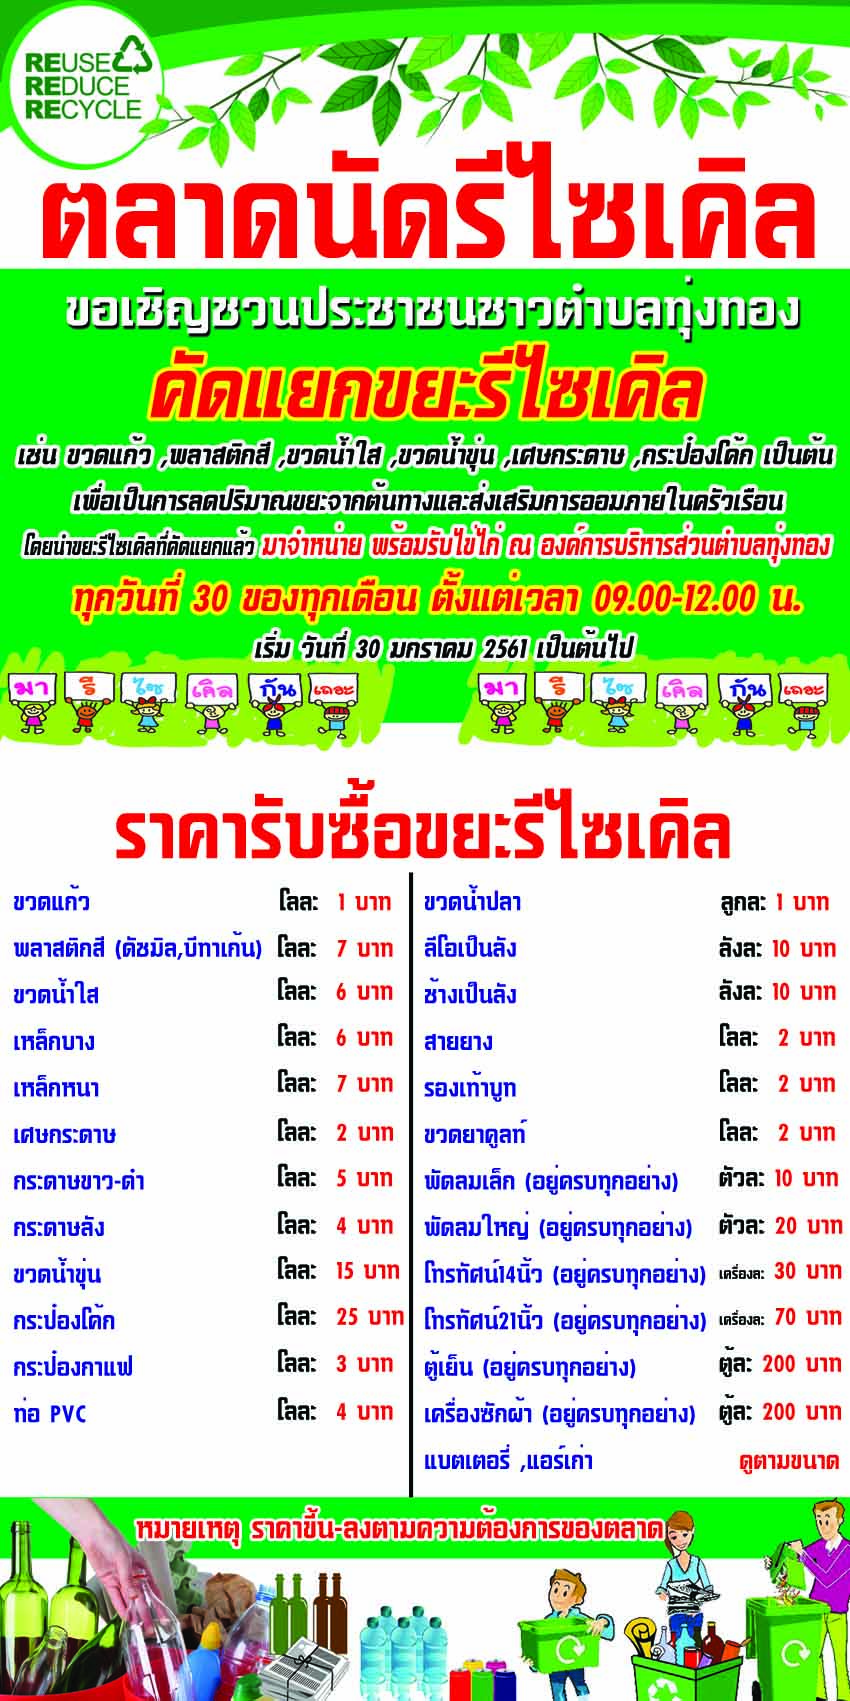 REUSE
REDUCE
RECYCLE
ตลาดนัดรีไซเคิล
ขอเชิญชวนประชาชนชาวตำบลทุ่งทอง
คัดแยกขยะรีไซเคิล
เช่น ขวดแก้ว ,พลาสติกสี ,ขวดน้ำใส ,ขวดน้ำขุ่น ,เศษกระดาษ ,กระป๋องโค้ก เป็นต้น
เพื่อเป็นการลดปริมาณขยะจากต้นทางและส่งเสริมการออมภายในครัวเรือน
โดยนำขยะรีไซเคิลที่คัดแยกแล้ว มาจำหน่าย พร้อมรับไข่ไก่ ณ องค์การบริหารส่วนตำบลทุ่งทอง
ทุกวันที่ 30 ของทุกเดือน ตั้งแต่เวลา 09.00-12.00 น.
เริ่ม วันที่ 30 มกราคม 2561 เป็นต้นไป
มา รี ไซ เคิล กัน เถอะ มา รี ไซ เคิล กัน เถอะ
ราคารับซื้อขยะรีไซเคิล
ขวดแก้ว โลละ 1 บาท
พลาสติกสี (ดัชมิล,บีทาเก้น) โลละ 7 บาท
ขวดน้ำใส โลละ 6 บาท
เหล็กบาง โลละ 6 บาท
เหล็กหนา โลละ 7 บาท
เศษกระดาษ โลละ 2 บาท
กระดาษขาว-ดำ โลละ 5 บาท
กระดาษลัง โลละ 4 บาท
ขวดน้ำขุ่น โลละ 15 บาท
กระป๋องโค้ก โลละ 25 บาท
กระป๋องกาแฟ โลละ 3 บาท
ท่อ PVC โลละ 4 บาท
ขวดน้ำปลา ลูกละ 1 บาท
ลีโอเป็นลัง ลังละ 10 บาท
ช้างเป็นลัง ลังละ 10 บาท
สายยาง โลละ 2 บาท
รองเท้าบูท โลละ 2 บาท
ขวดยาคูลท์ โลละ 2 บาท
พัดลมเล็ก (อยู่ครบทุกอย่าง) ตัวละ 10 บาท
พัดลมใหญ่ (อยู่ครบทุกอย่าง) ตัวละ 20 บาท
โทรทัศน์14นิ้ว (อยู่ครบทุกอย่าง) เครื่องละ 30 บาท
โทรทัศน์21นิ้ว (อยู่ครบทุกอย่าง) เครื่องละ 70 บาท
ตู้เย็น (อยู่ครบทุกอย่าง) ตู้ละ 200 บาท
เครื่องซักผ้า (อยู่ครบทุกอย่าง) ตู้ละ 200 บาท
แบตเตอรี่ ,แอร์เก่า ดูตามขนาด
หมายเหตุ ราคาขึ้น-ลงตามความต้องการของตลาด